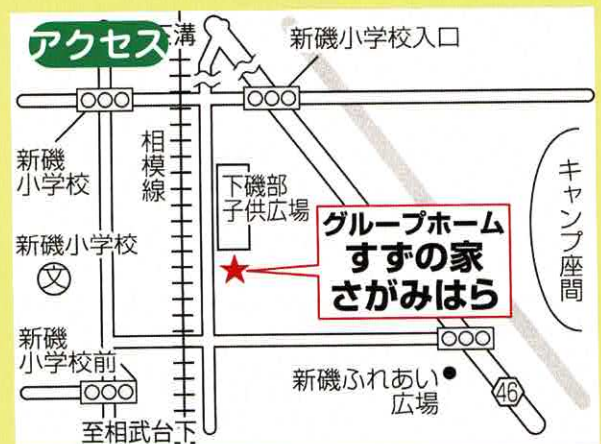 アクセス
溝
新磯小学校入口
新磯
小学校
相模線
下磯部
子供広場
キャンプ座間
グループホーム
すずの家
さがみはら
新磯小学校
文
新磯
小学校前
新磯ふれあい
広場
46
至相武台下